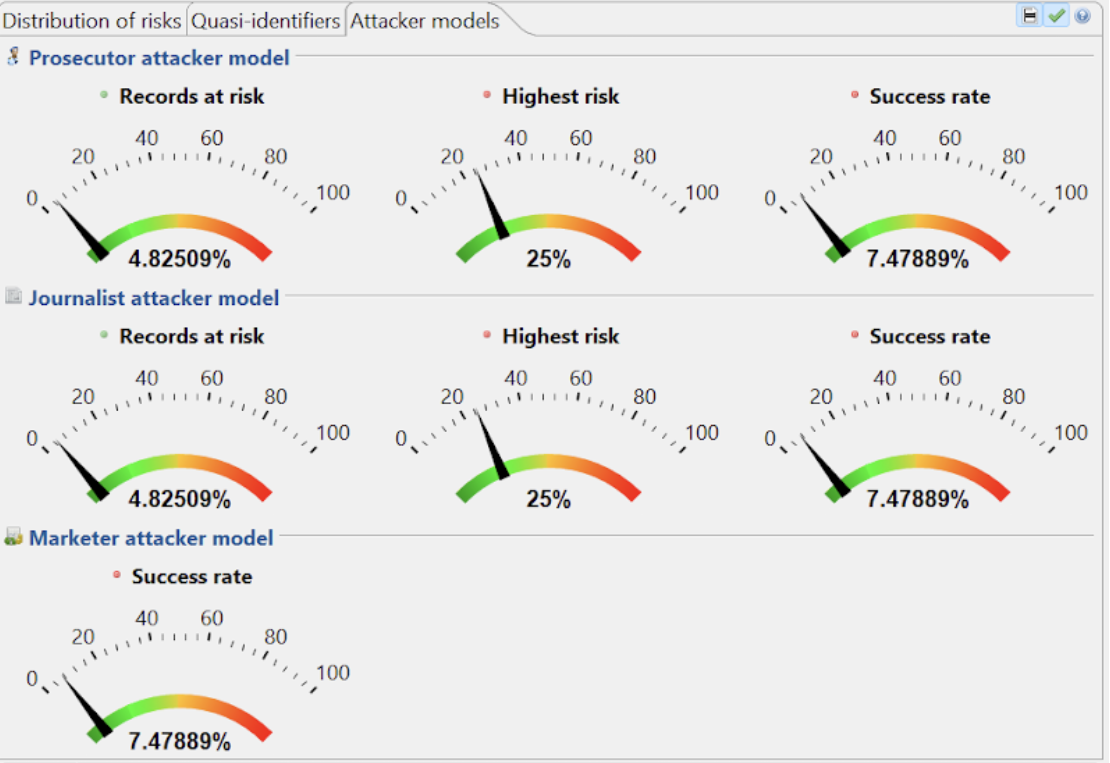 Distribution of risks Quasi-identifiers Attacker models
Prosecutor attacker model
Records at risk Highest risk Success rate
0 20 40 60 80 100 0 20 40 60 80 100 0 20 40 60 80 100
4.82509% 25% 7.47889%
Journalist attacker model
Records at risk Highest risk Success rate
0 20 40 60 80 100 0 20 40 60 80 100 0 20 40 60 80 100
4.82509% 25% 7.47889%
Marketer attacker model
Success rate
0 20 40 60 80 100
7.47889%